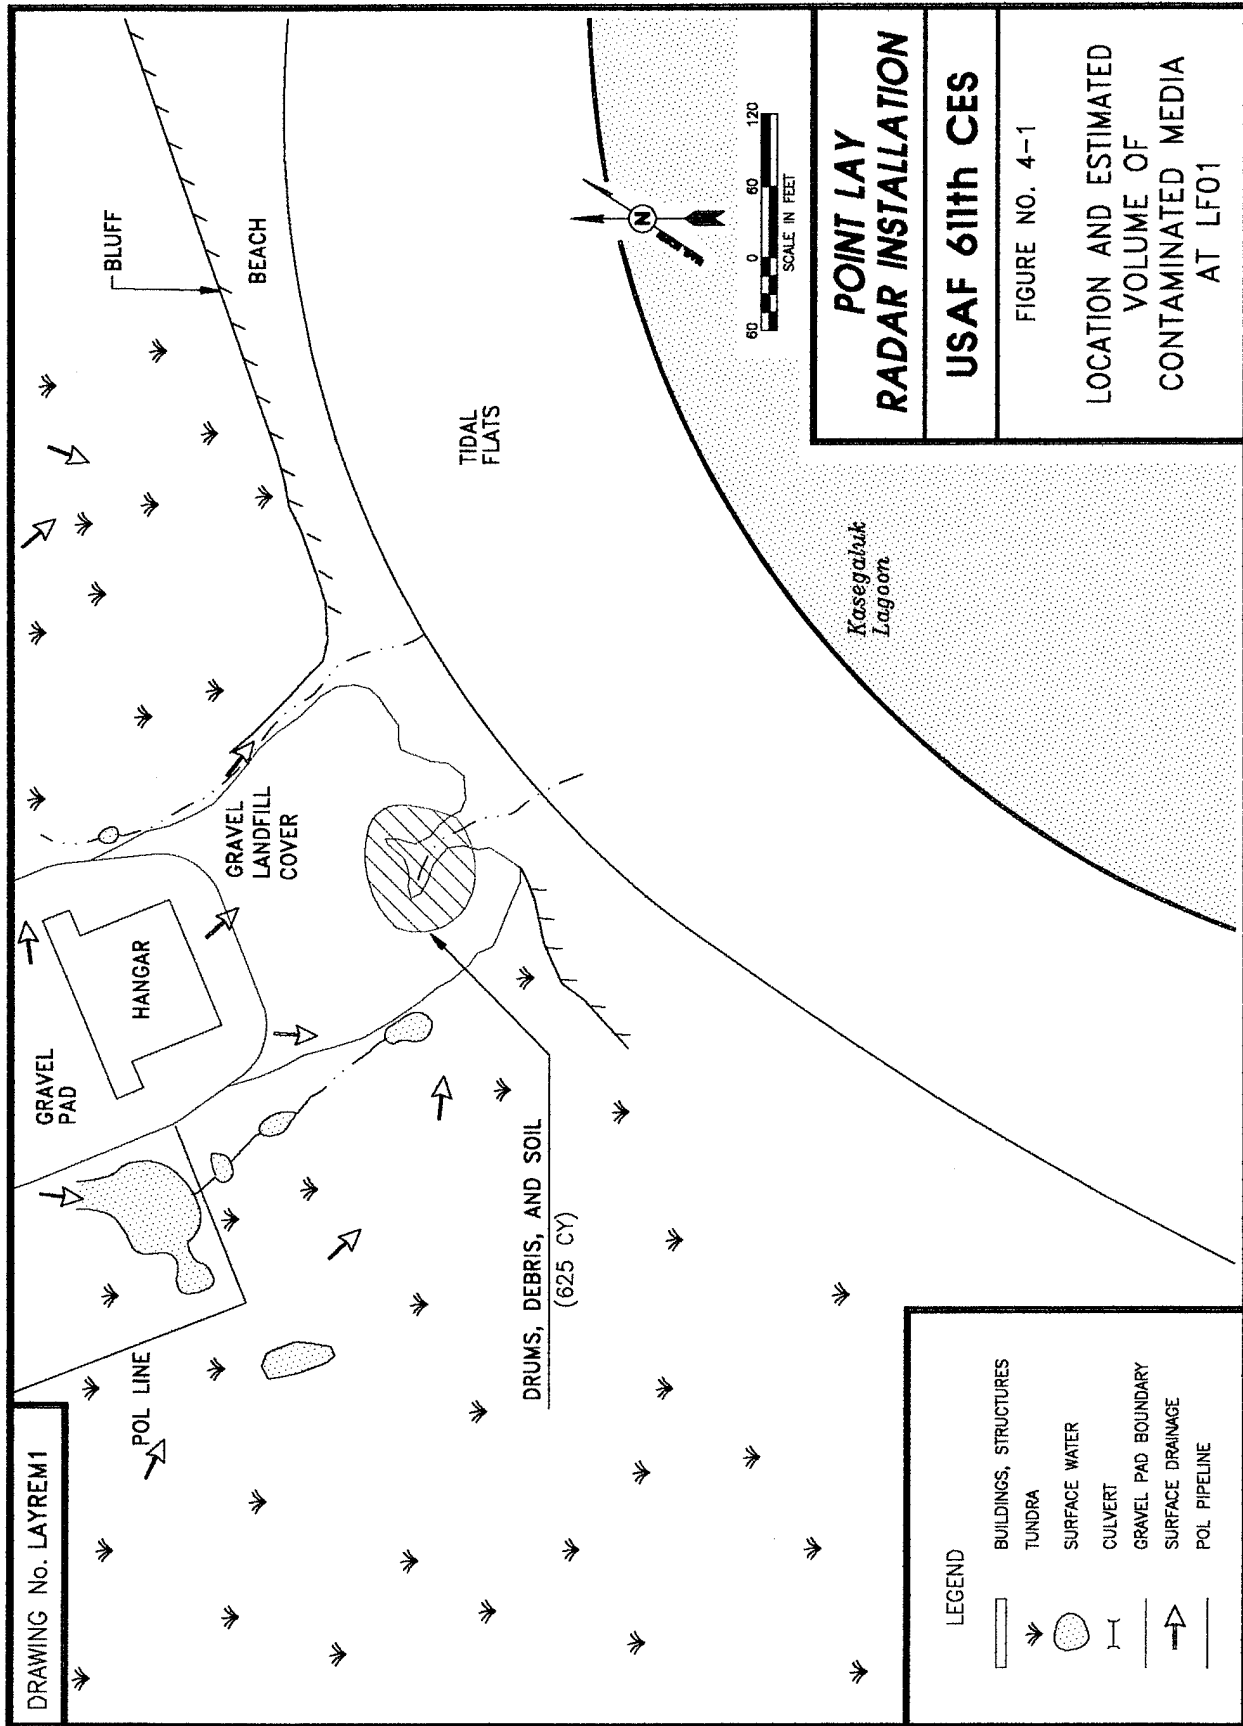 DRAWING No. LAYREM1
POL LINE
GRAVEL
PAD
HANGAR
GRAVEL
LANDFILL
COVER
BLUFF
BEACH
TIDAL
FLATS
DRUMS, DEBRIS, AND SOIL
(625 CY)
Kasegaluk
Lagoon
N
60 0 60 120
SCALE IN FEET
LEGEND
BUILDINGS, STRUCTURES
TUNDRA
SURFACE WATER
CULVERT
GRAVEL PAD BOUNDARY
SURFACE DRAINAGE
POL PIPELINE
POINT LAY
RADAR INSTALLATION
USAF 611th CES
FIGURE NO. 4-1
LOCATION AND ESTIMATED
VOLUME OF
CONTAMINATED MEDIA
AT LF01